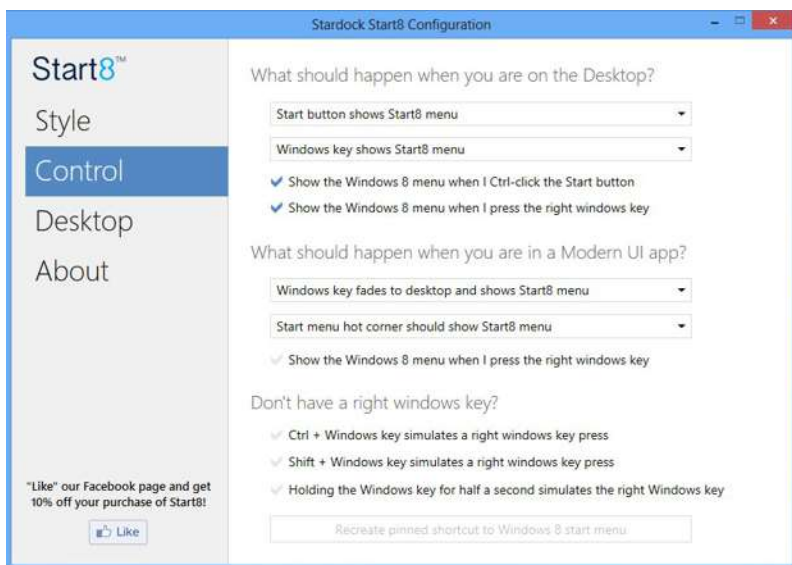 Stardock Start8 Configuration
Start8™
Style
Control
Desktop
About
"Like" our Facebook page and get
10% off your purchase of Start8!
Like
What should happen when you are on the Desktop?
Start button shows Start8 menu
Windows key shows Start8 menu
Show the Windows 8 menu when I Ctrl-click the Start button
Show the Windows 8 menu when I press the right windows key
What should happen when you are in a Modern UI app?
Windows key fades to desktop and shows Start8 menu
Start menu hot corner should show Start8 menu
Show the Windows 8 menu when I press the right windows key
Don't have a right windows key?
Ctrl + Windows key simulates a right windows key press
Shift + Windows key simulates a right windows key press
Holding the Windows key for half a second simulates the right Windows key
Recreate pinned shortcut to Windows 8 start menu